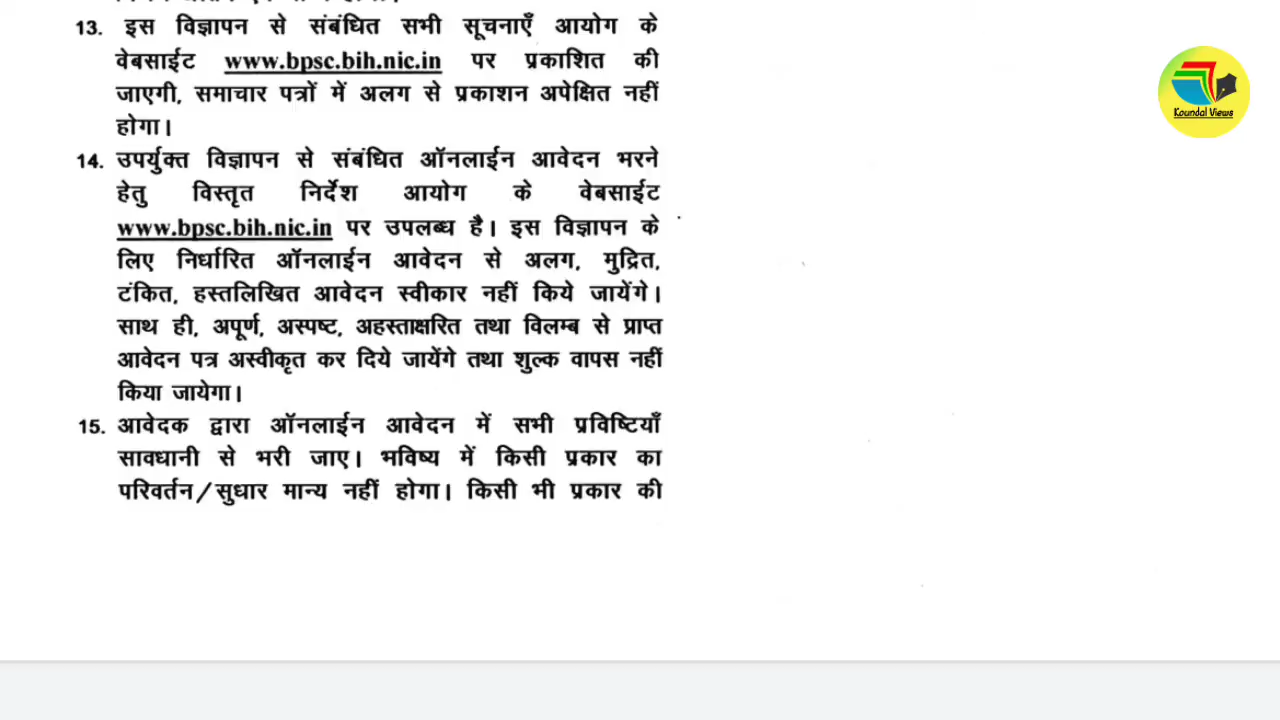 13. इस विज्ञापन से संबंधित सभी सूचनाएँ आयोग के
वेबसाईट www.bpsc.bih.nic.in पर प्रकाशित की
जाएगी, समाचार पत्रों में अलग से प्रकाशन अपेक्षित नहीं
होगा।
14. उपर्युक्त विज्ञापन से संबंधित ऑनलाईन आवेदन भरने
हेतु विस्तृत निर्देश आयोग के वेबसाईट
www.bpsc.bih.nic.in पर उपलब्ध है। इस विज्ञापन के
लिए निर्धारित ऑनलाईन आवेदन से अलग, मुद्रित,
टंकित, हस्तलिखित आवेदन स्वीकार नहीं किये जायेंगे।
साथ ही, अपूर्ण, अस्पष्ट, अहस्ताक्षरित तथा विलम्ब से प्राप्त
आवेदन पत्र अस्वीकृत कर दिये जायेंगे तथा शुल्क वापस नहीं
किया जायेगा।
15. आवेदक द्वारा ऑनलाईन आवेदन में सभी प्रविष्टियाँ
सावधानी से भरी जाए। भविष्य में किसी प्रकार का
परिवर्तन/सुधार मान्य नहीं होगा। किसी भी प्रकार की
Koundal Views